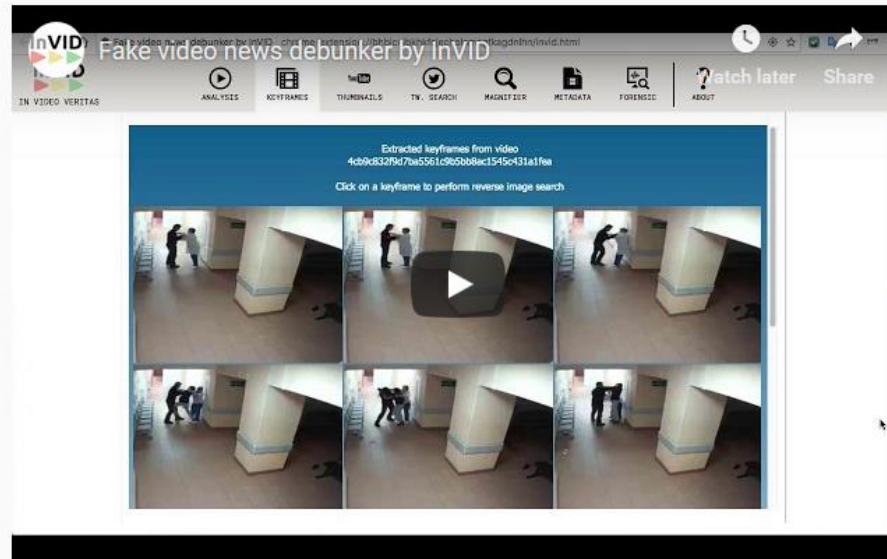 Fake video news debunker by InVID
InVID
IN VIDEO VERITAS
Watch later
Share
ANALYSIS
KEYFRAMES
THUMBNAILS
TW. SEARCH
MAGNIFIER
METADATA
FORENSIC
ABOUT
Extracted keyframes from video
4cb9c832f9d7ba5561c9b5bb8ac1545c431a1fea
Click on a keyframe to perform reverse image search